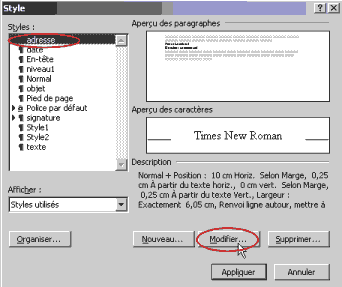 Style
Styles :
adresse
date
En-tête
niveau1
Normal
objet
Pied de page
Police par défaut
signature
Style1
Style2
texte
Afficher :
Styles utilisés
Aperçu des paragraphes
Aperçu des caractères
Times New Roman
Description
Normal + Position : 10 cm Horiz. Selon Marge, 0,25
cm À partir du texte horiz., 0 cm vert. Selon Marge,
0,25 cm À partir du texte Vert., Largeur :
Exactement 6,05 cm, Renvoi ligne autour, mettre à
Organiser...
Nouveau...
Modifier...
Supprimer...
Appliquer
Annuler